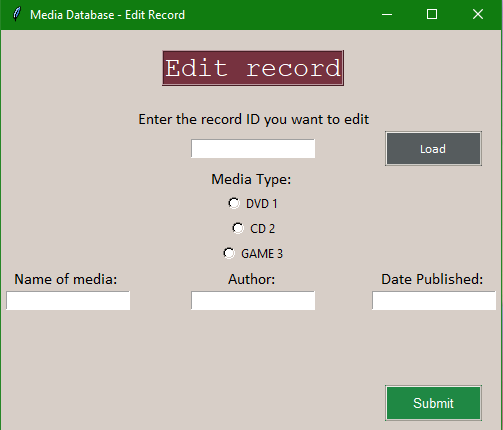 Media Database - Edit Record
Edit record
Enter the record ID you want to edit
Load
Media Type:
DVD 1
CD 2
GAME 3
Name of media: Author: Date Published:
Submit